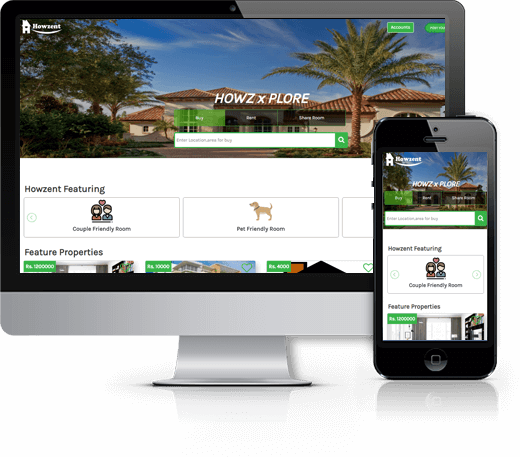 Howzent
Accounts
HOWZ x PLORE
Buy Rent Share Room
Enter Location,area for buy
Howzent Featuring
Couple Friendly Room
Pet Friendly Room
Feature Properties
Rs. 1200000
Rs. 10000
Rs. 4000
Howzent
HOWZ x PLORE
Buy Rent Share Room
Enter Location,area for buy
Howzent Featuring
Couple Friendly Room
Feature Properties
Rs. 1200000